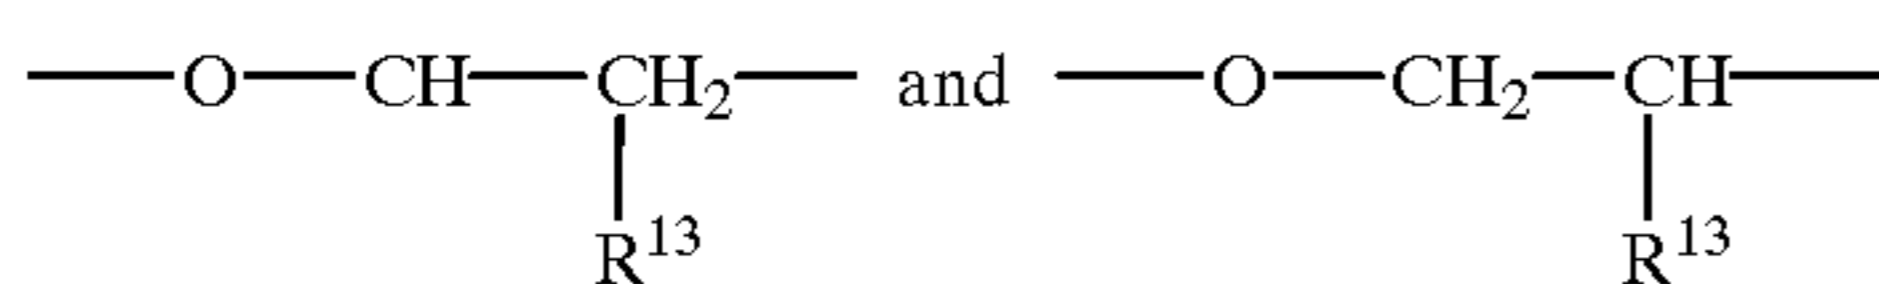 —O—CH—CH₂— and —O—CH₂—CH—
R¹³ R¹³